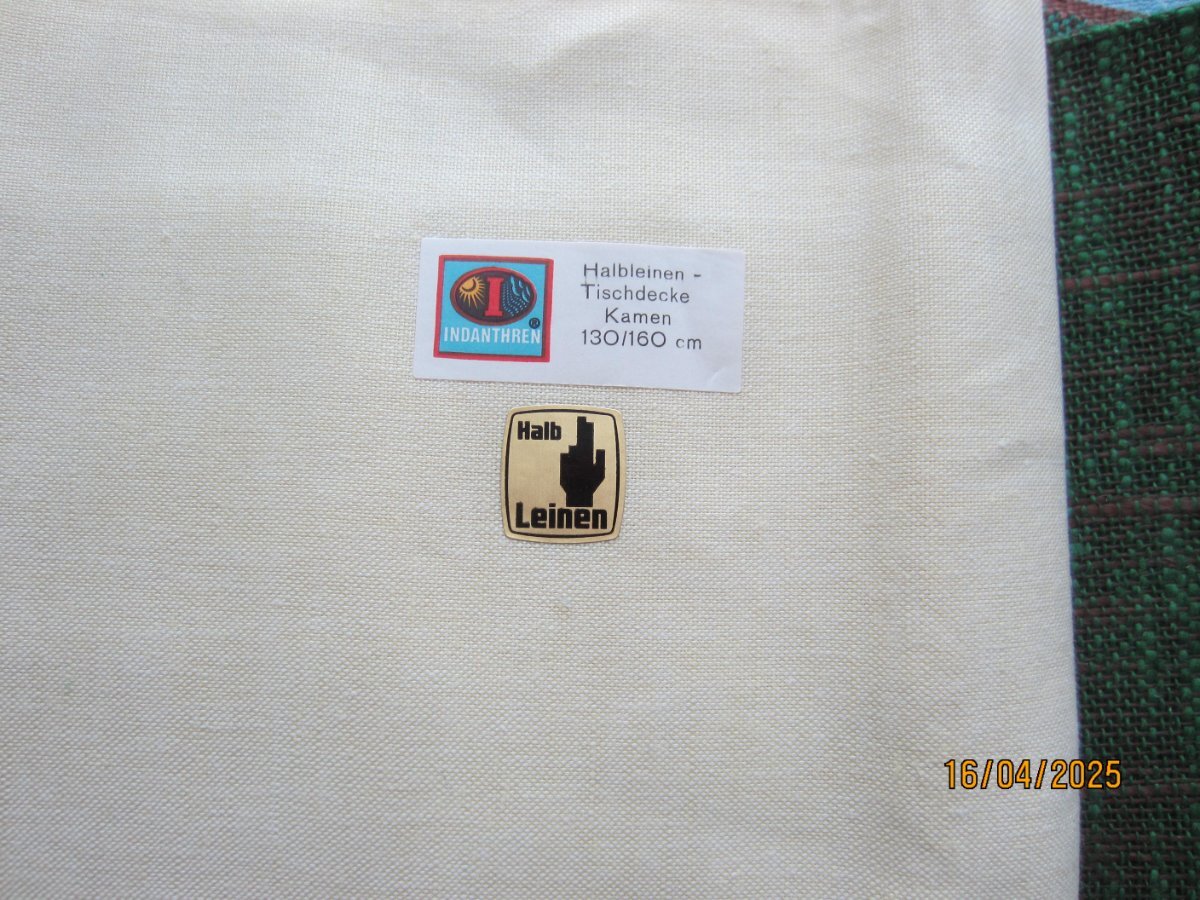 I
INDANTHREN®
Halbleinen -
Tischdecke
Kamen
130/160 cm
Halb
Leinen
16/04/2025